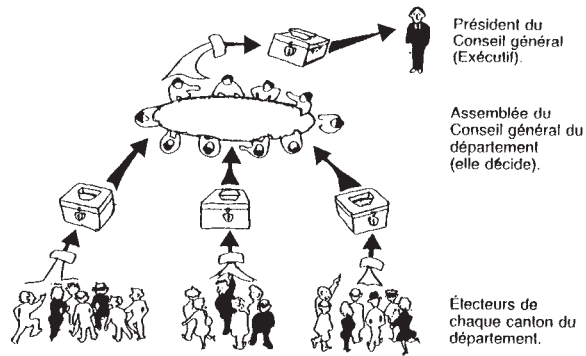 Président du
Conseil général
(Exécutif).
Assemblée du
Conseil général du
département
(elle décide).
Électeurs de
chaque canton du
département.